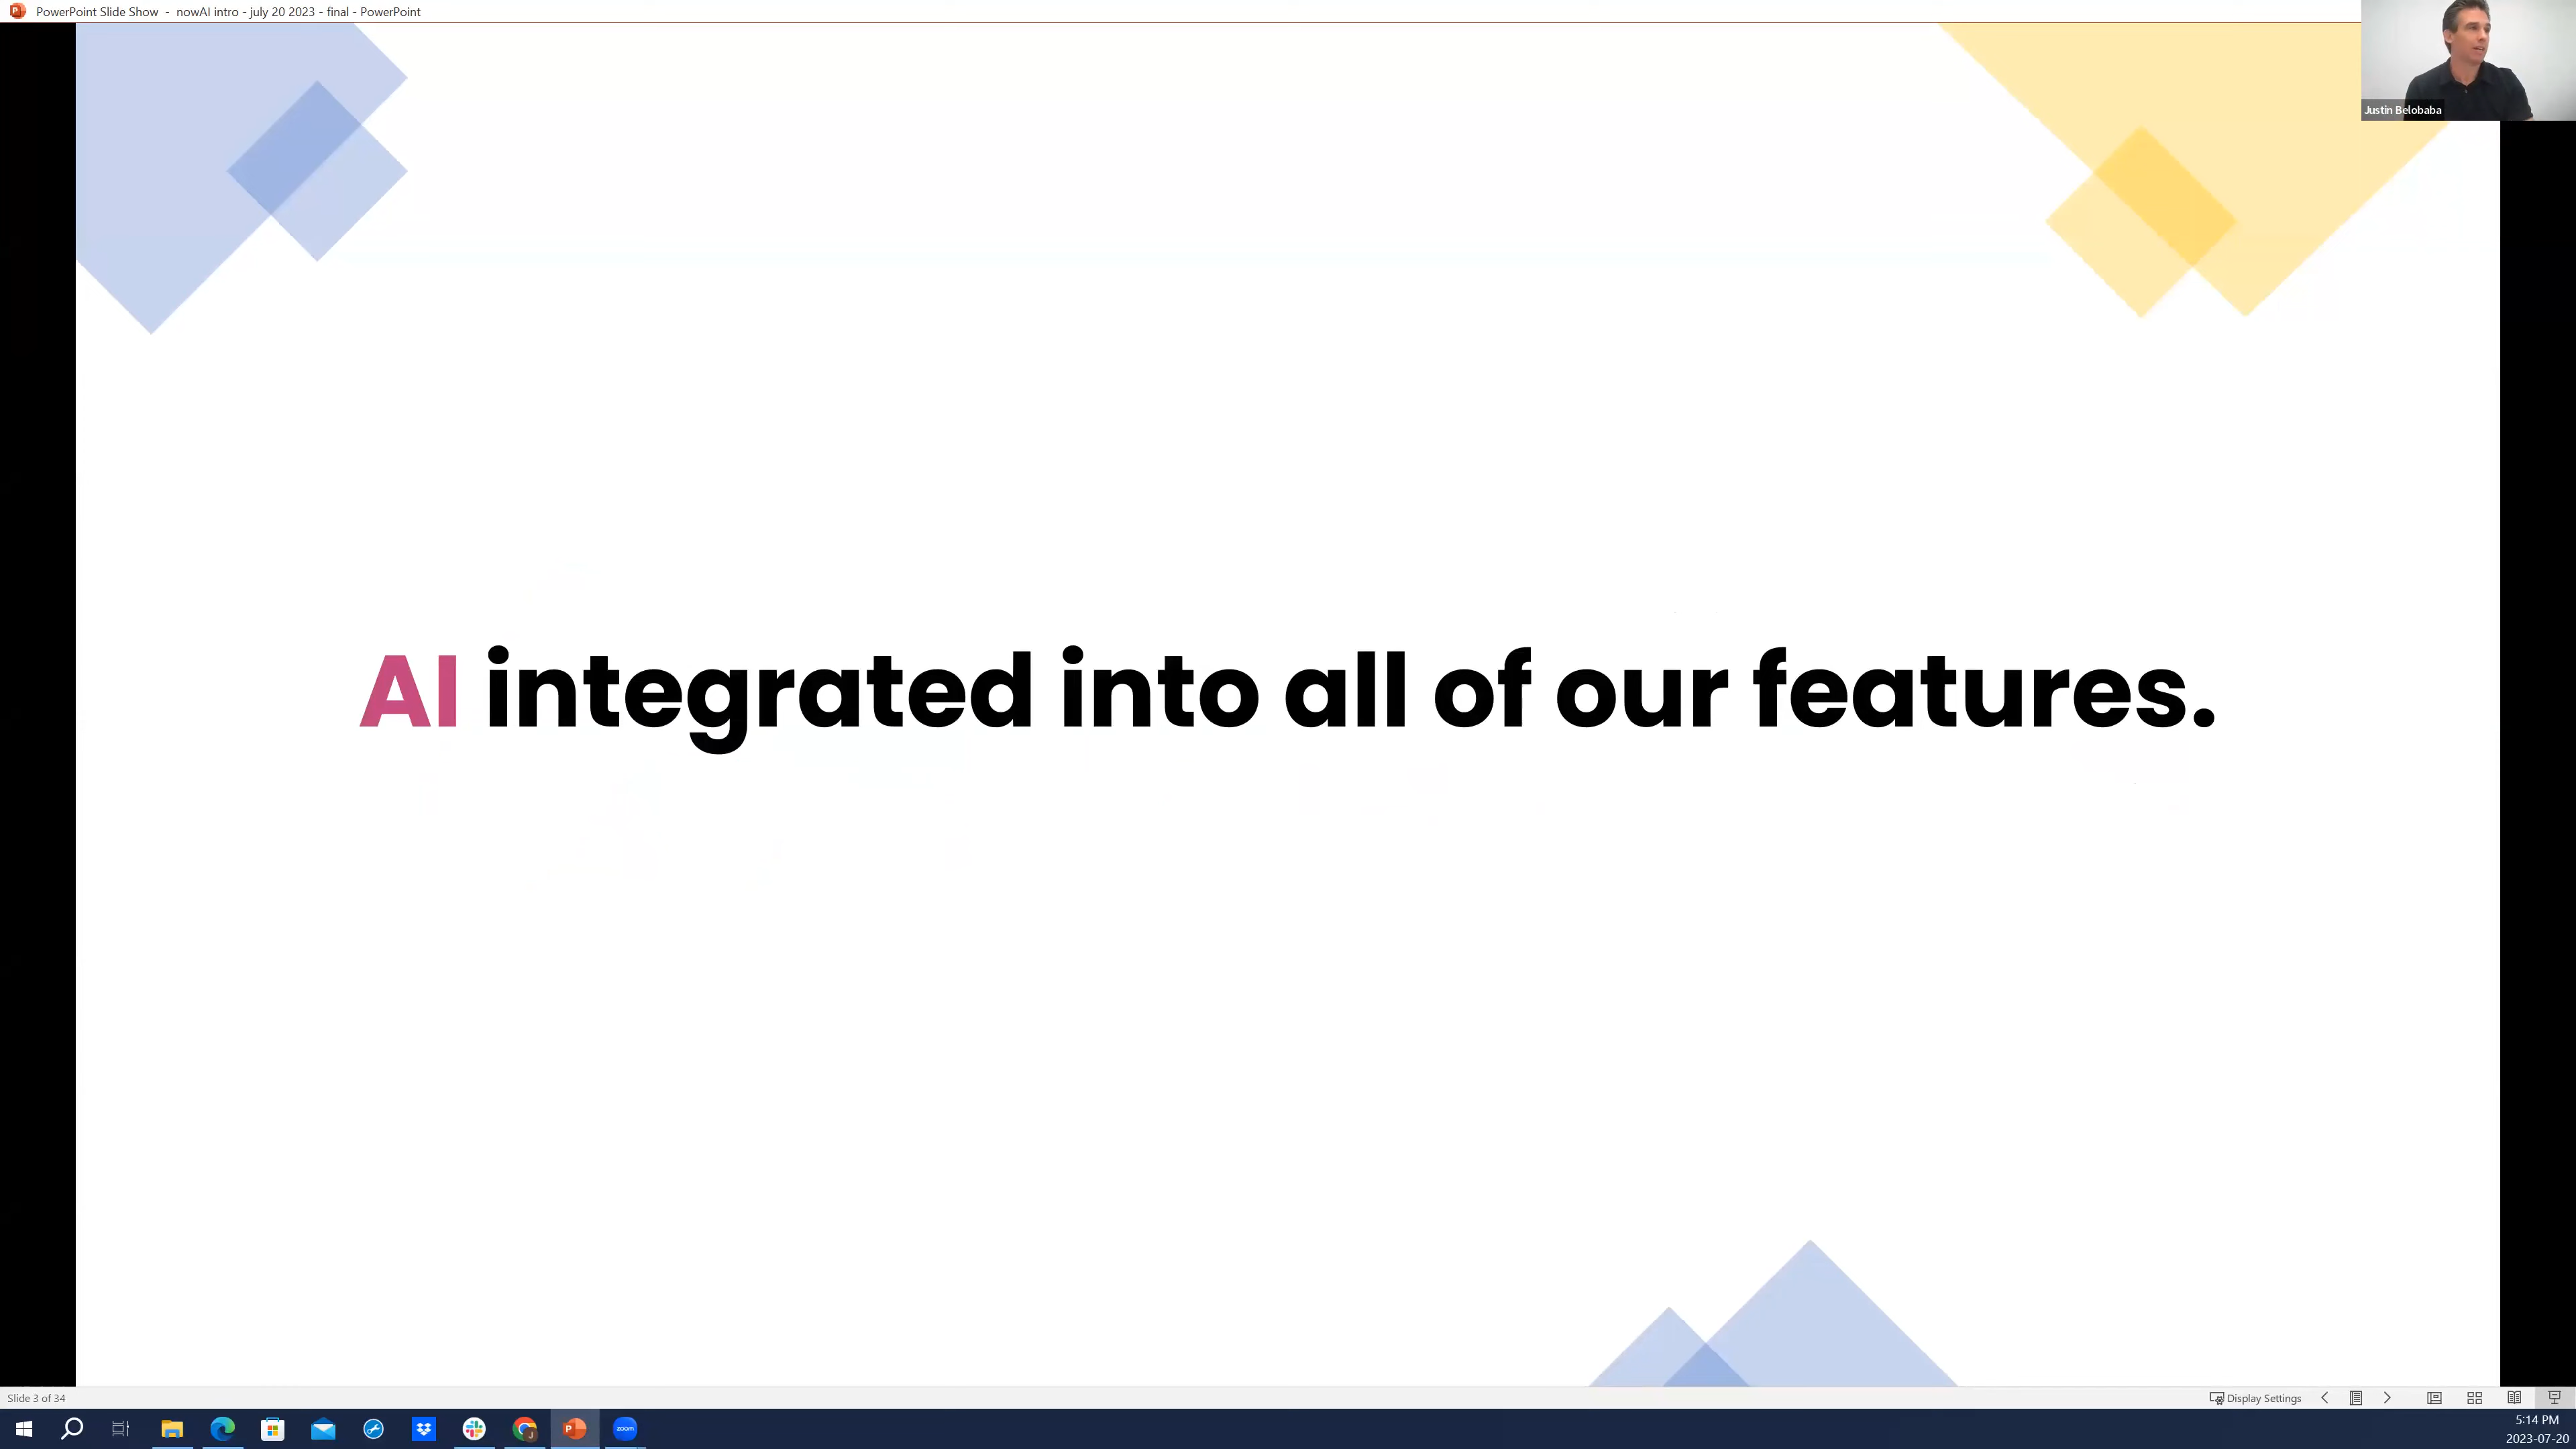 PowerPoint Slide Show - nowAI intro - july 20 2023 - final - PowerPoint
Justin Belobaba
AI integrated into all of our features.
Slide 3 of 34
Display Settings
zoom
5:14 PM
2023-07-20